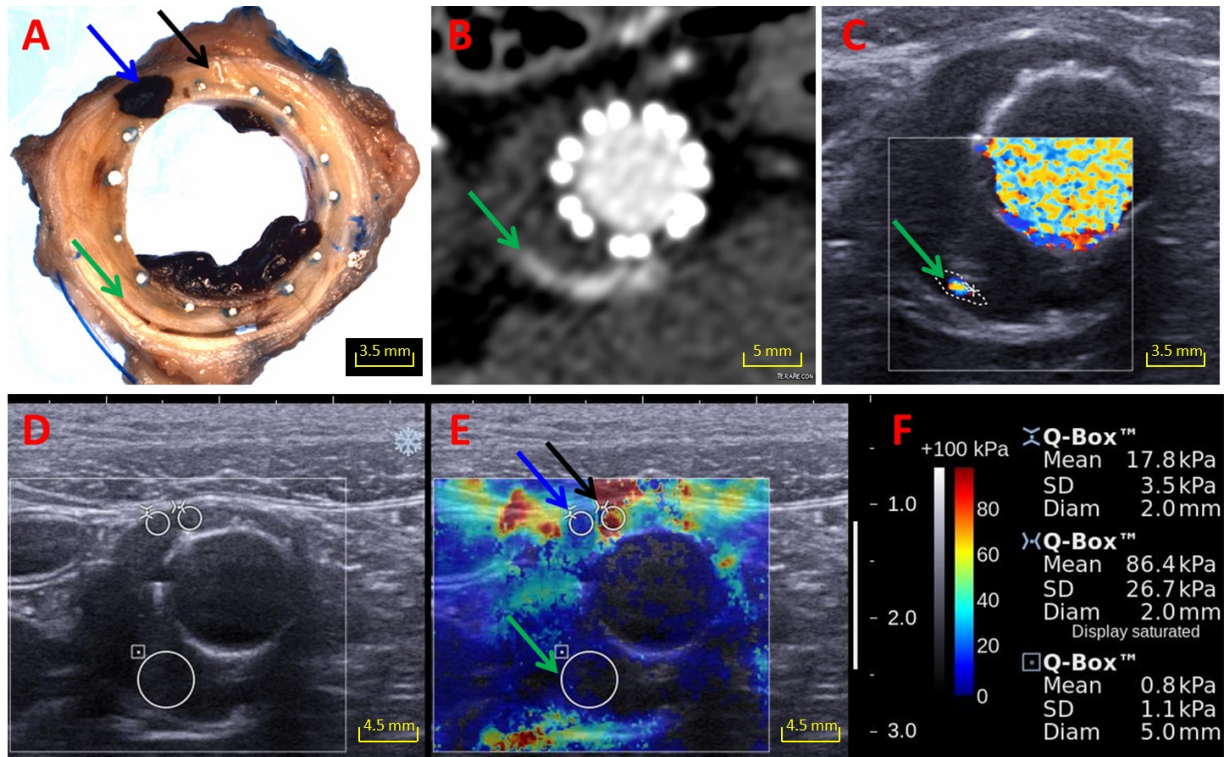 A
3.5 mm
B
5 mm
TERARECON
C
3.5 mm
D
4.5 mm
E
4.5 mm
F
+100 kPa
80
60
40
20
0
1.0
2.0
3.0
Q-Box™
Mean 17.8 kPa
SD 3.5 kPa
Diam 2.0 mm
Q-Box™
Mean 86.4 kPa
SD 26.7 kPa
Diam 2.0 mm
Display saturated
Q-Box™
Mean 0.8 kPa
SD 1.1 kPa
Diam 5.0 mm